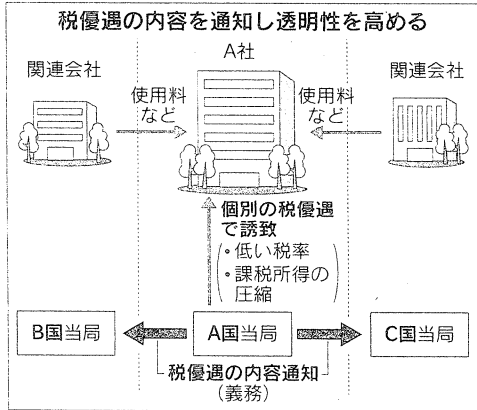 税優遇の内容を通知し透明性を高める
関連会社
A社
関連会社
使用料
など
使用料
など
個別の税優遇
で誘致
・低い税率
・課税所得の
圧縮
B国当局
A国当局
C国当局
税優遇の内容通知
(義務)